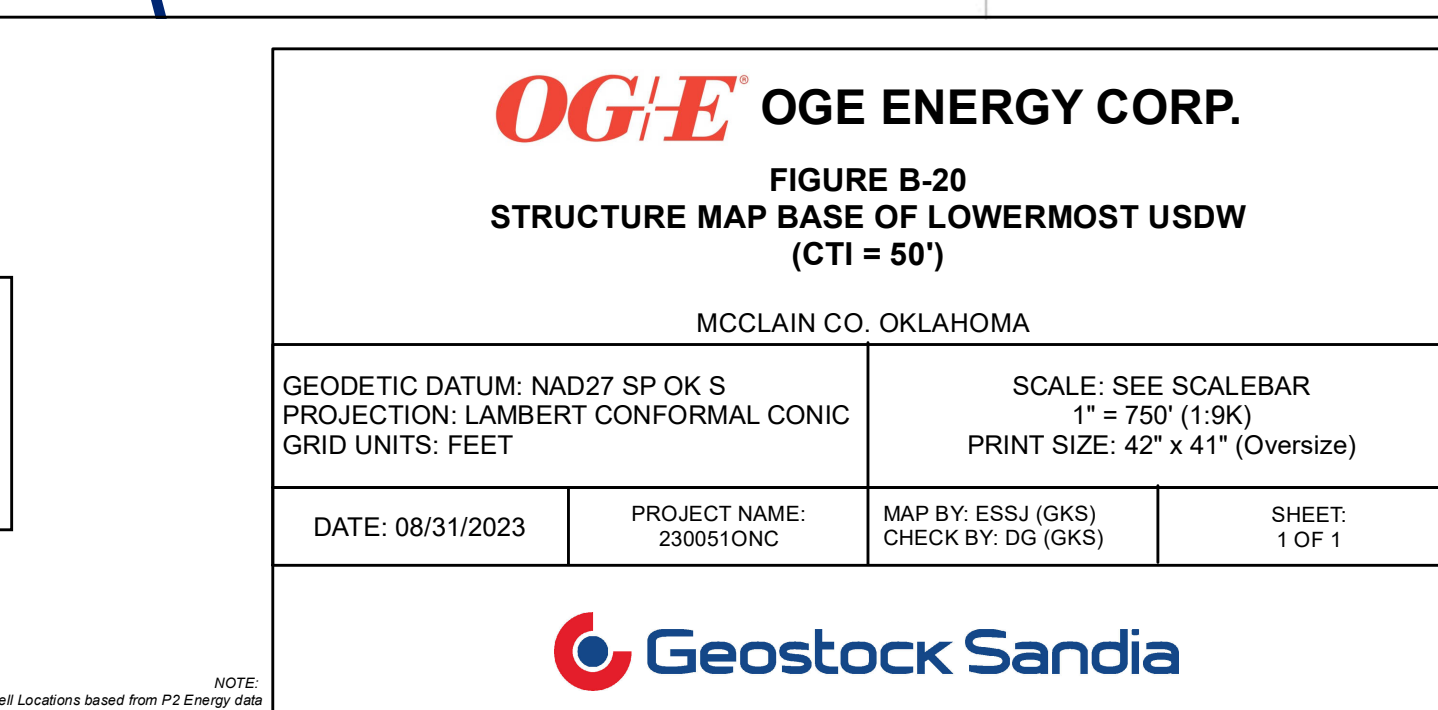 OG+E® OGE ENERGY CORP.
FIGURE B-20
STRUCTURE MAP BASE OF LOWERMOST USDW
(CTI = 50')
MCCLAIN CO. OKLAHOMA
GEODETIC DATUM: NAD27 SP OK S
PROJECTION: LAMBERT CONFORMAL CONIC
GRID UNITS: FEET
SCALE: SEE SCALEBAR
1" = 750' (1:9K)
PRINT SIZE: 42" x 41" (Oversize)
DATE: 08/31/2023
PROJECT NAME:
230051ONC
MAP BY: ESSJ (GKS)
CHECK BY: DG (GKS)
SHEET:
1 OF 1
Geostock Sandia
NOTE:
ell Locations based from P2 Energy data